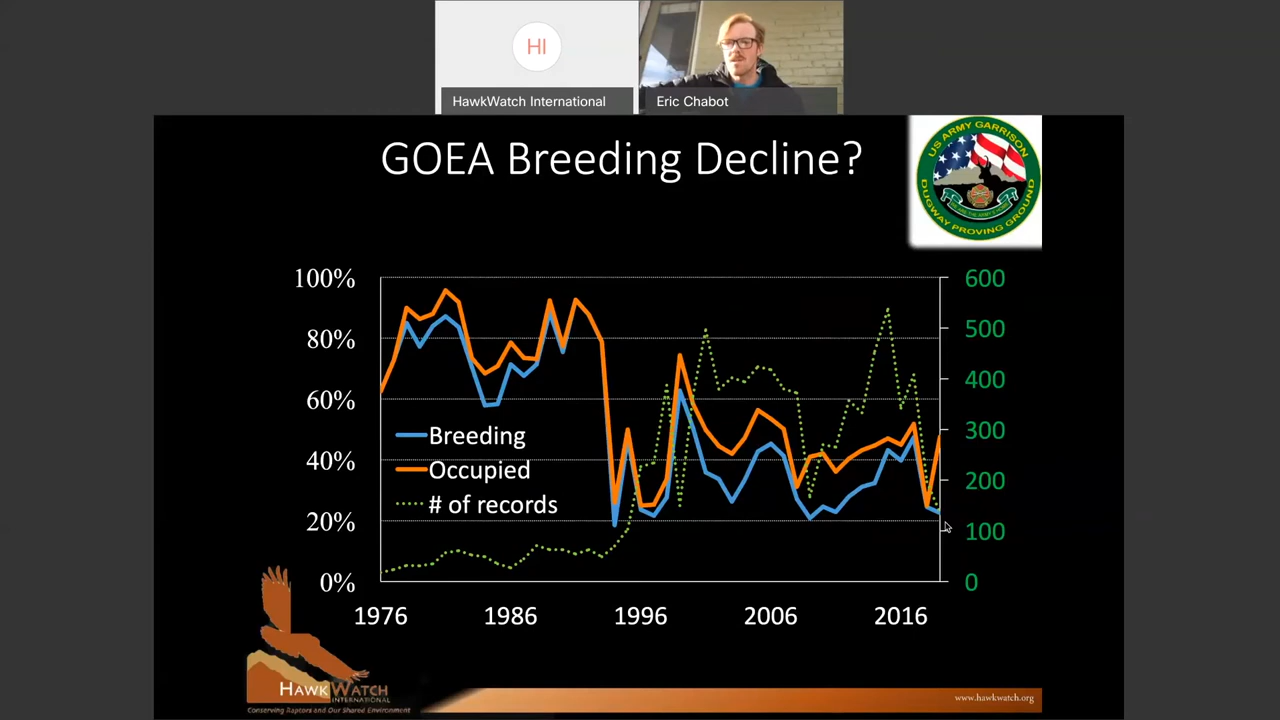 HI
HawkWatch International
Eric Chabot
GOEA Breeding Decline?
US ARMY GARRISON
DUGWAY PROVING GROUND
100%
80%
60%
40%
20%
0%
600
500
400
300
200
100
0
Breeding
Occupied
# of records
1976
1986
1996
2006
2016
HAWKWATCH
INTERNATIONAL
Conserving Raptors and Our Shared Environment
www.hawkwatch.org